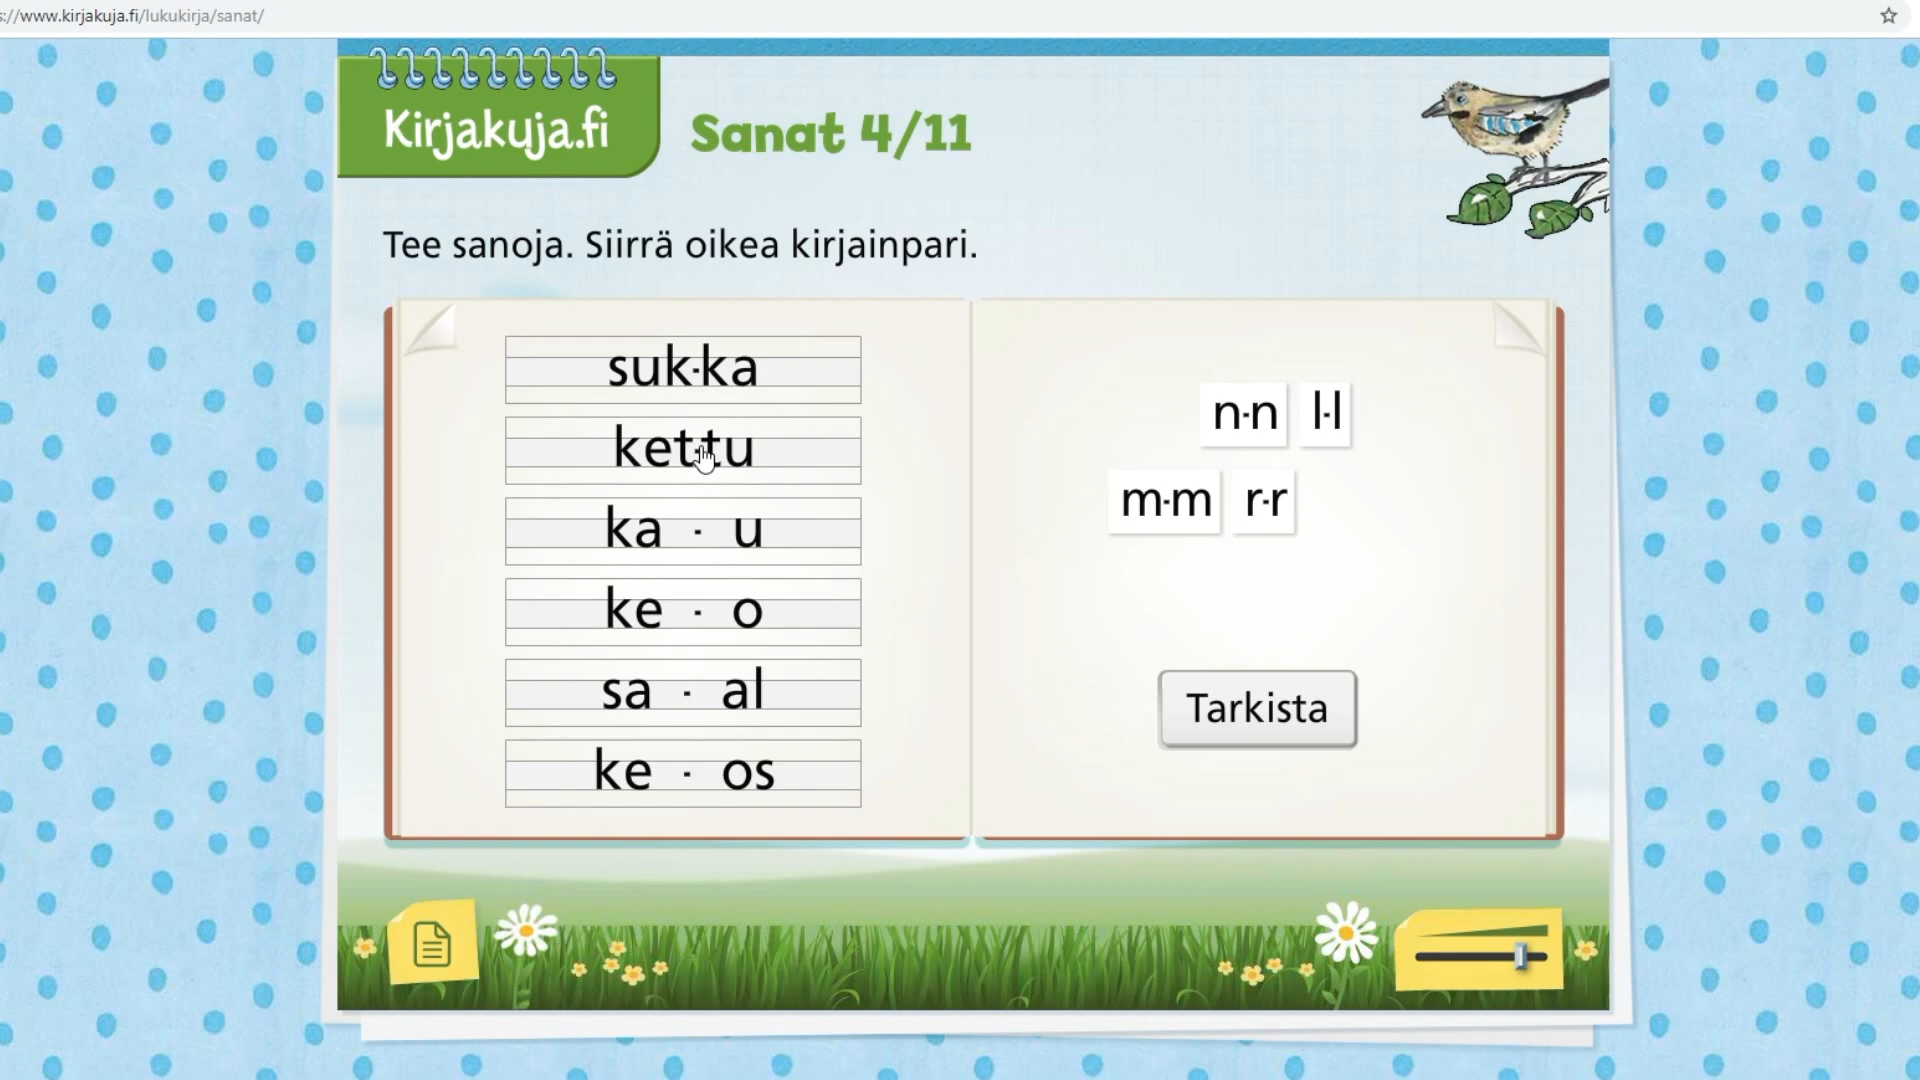 ://www.kirjakuja.fi/lukukirja/sanat/
Kirjakuja.fi
Sanat 4/11
Tee sanoja. Siirrä oikea kirjainpari.
suk·ka
ket·tu
ka · u
ke · o
sa · al
ke · os
n·n l·l
m·m r·r
Tarkista